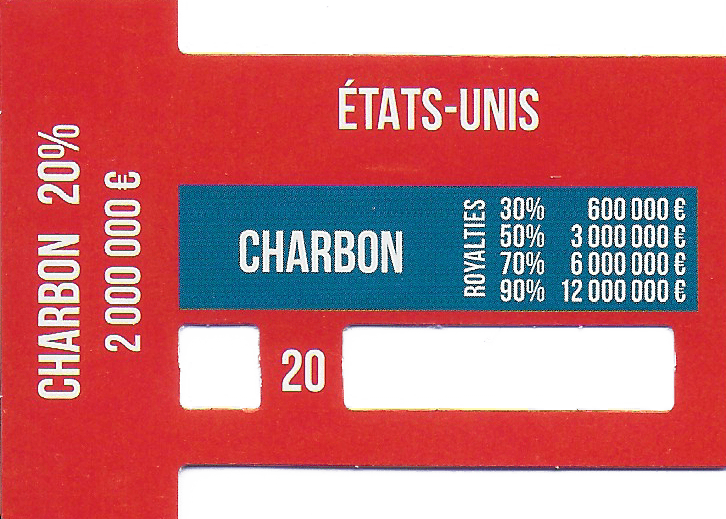 CHARBON 20%
2 000 000 €
ÉTATS-UNIS
CHARBON
ROYALTIES
30% 600 000 €
50% 3 000 000 €
70% 6 000 000 €
90% 12 000 000 €
20